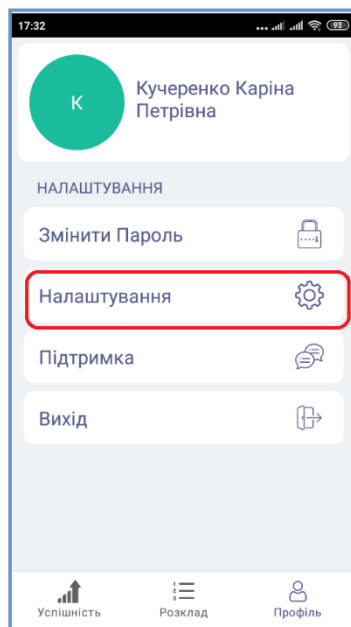 17:32
93
К
Кучеренко Каріна
Петрівна
НАЛАШТУВАННЯ
Змінити Пароль
Налаштування
Підтримка
Вихід
Успішність
Розклад
Профіль